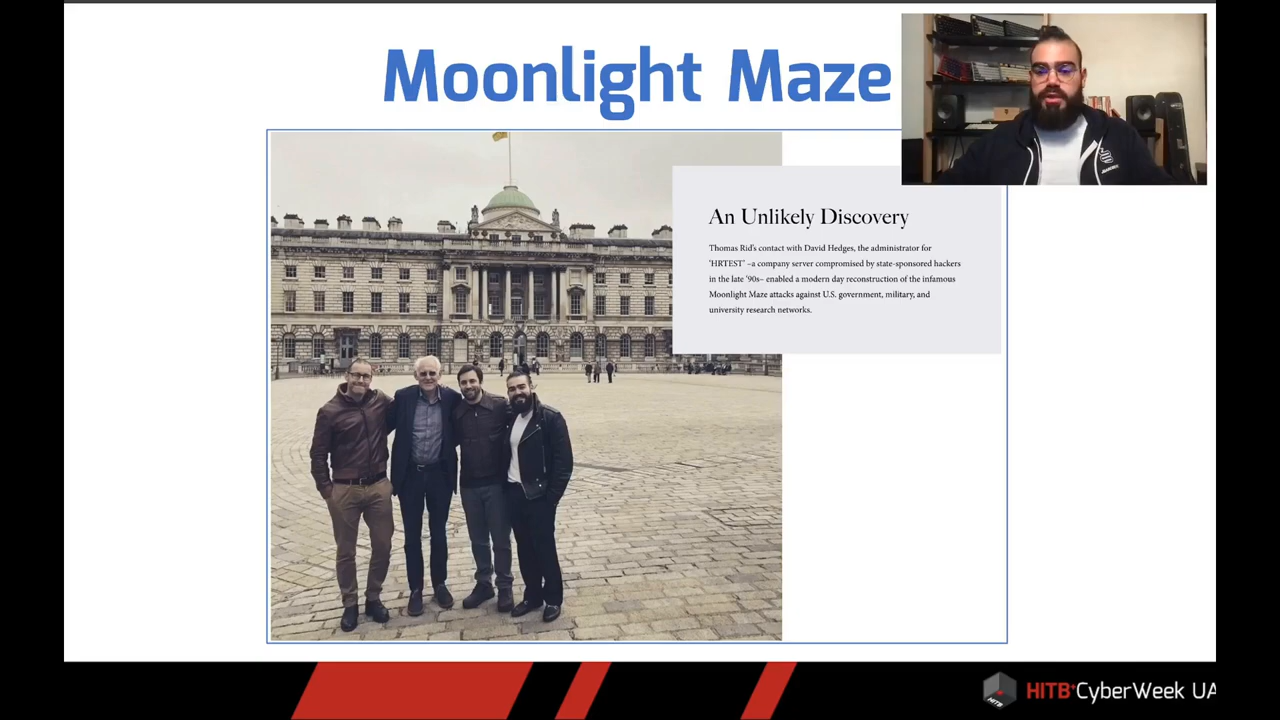 Moonlight Maze
An Unlikely Discovery
Thomas Rid's contact with David Hedges, the administrator for
'HRTEST' –a company server compromised by state-sponsored hackers
in the late '90s– enabled a modern day reconstruction of the infamous
Moonlight Maze attacks against U.S. government, military, and
university research networks.
HITB+CyberWeek UA
HITB